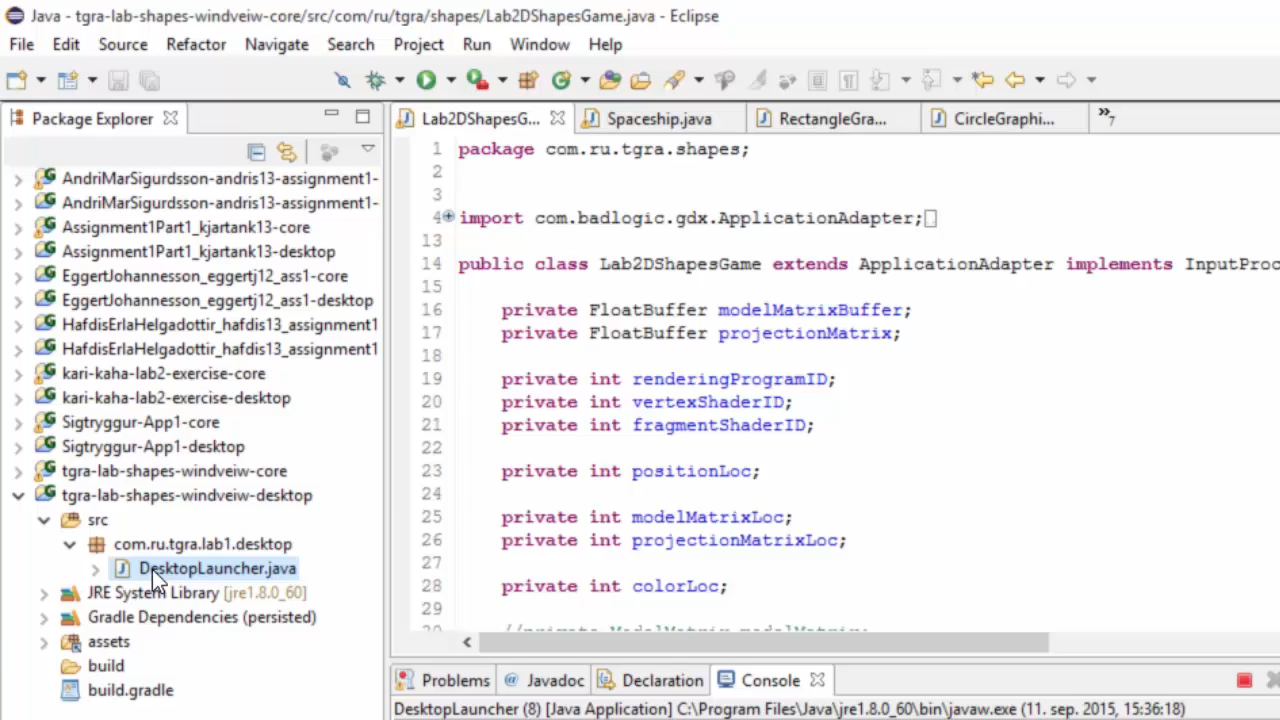 Java - tgra-lab-shapes-windveiw-core/src/com/ru/tgra/shapes/Lab2DShapesGame.java - Eclipse
File Edit Source Refactor Navigate Search Project Run Window Help
Package Explorer
AndriMarSigurdsson-andris13-assignment1-
AndriMarSigurdsson-andris13-assignment1-
Assignment1Part1_kjartank13-core
Assignment1Part1_kjartank13-desktop
EggertJohannesson_eggertj12_ass1-core
EggertJohannesson_eggertj12_ass1-desktop
HafdisErlaHelgadottir_hafdis13_assignment1
HafdisErlaHelgadottir_hafdis13_assignment1
kari-kaha-lab2-exercise-core
kari-kaha-lab2-exercise-desktop
Sigtryggur-App1-core
Sigtryggur-App1-desktop
tgra-lab-shapes-windveiw-core
tgra-lab-shapes-windveiw-desktop
src
com.ru.tgra.lab1.desktop
DesktopLauncher.java
JRE System Library [jre1.8.0_60]
Gradle Dependencies (persisted)
assets
build
build.gradle
Lab2DShapesG... Spaceship.java RectangleGra... CircleGraphi... »7
1 package com.ru.tgra.shapes;
2
3
4 import com.badlogic.gdx.ApplicationAdapter;
13
14 public class Lab2DShapesGame extends ApplicationAdapter implements InputProc
15
16 private FloatBuffer modelMatrixBuffer;
17 private FloatBuffer projectionMatrix;
18
19 private int renderingProgramID;
20 private int vertexShaderID;
21 private int fragmentShaderID;
22
23 private int positionLoc;
24
25 private int modelMatrixLoc;
26 private int projectionMatrixLoc;
27
28 private int colorLoc;
29
30 //private ModelMatrix modelMatrix;
Problems @ Javadoc Declaration Console
DesktopLauncher (8) [Java Application] C:\Program Files\Java\jre1.8.0_60\bin\javaw.exe (11. sep. 2015, 15:36:18)